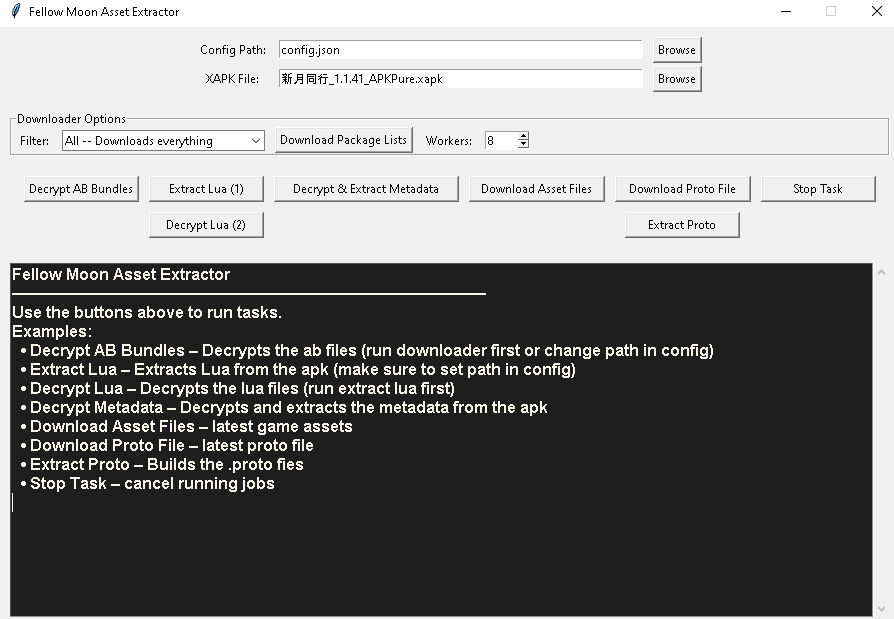 Fellow Moon Asset Extractor
Config Path: config.json Browse
XAPK File: 新月同行_1.1.41_APKPure.xapk Browse
Downloader Options
Filter: All -- Downloads everything Download Package Lists Workers: 8
Decrypt AB Bundles Extract Lua (1) Decrypt & Extract Metadata Download Asset Files Download Proto File Stop Task
Decrypt Lua (2) Extract Proto
Fellow Moon Asset Extractor
Use the buttons above to run tasks.
Examples:
• Decrypt AB Bundles – Decrypts the ab files (run downloader first or change path in config)
• Extract Lua – Extracts Lua from the apk (make sure to set path in config)
• Decrypt Lua – Decrypts the lua files (run extract lua first)
• Decrypt Metadata – Decrypts and extracts the metadata from the apk
• Download Asset Files – latest game assets
• Download Proto File – latest proto file
• Extract Proto – Builds the .proto fies
• Stop Task – cancel running jobs